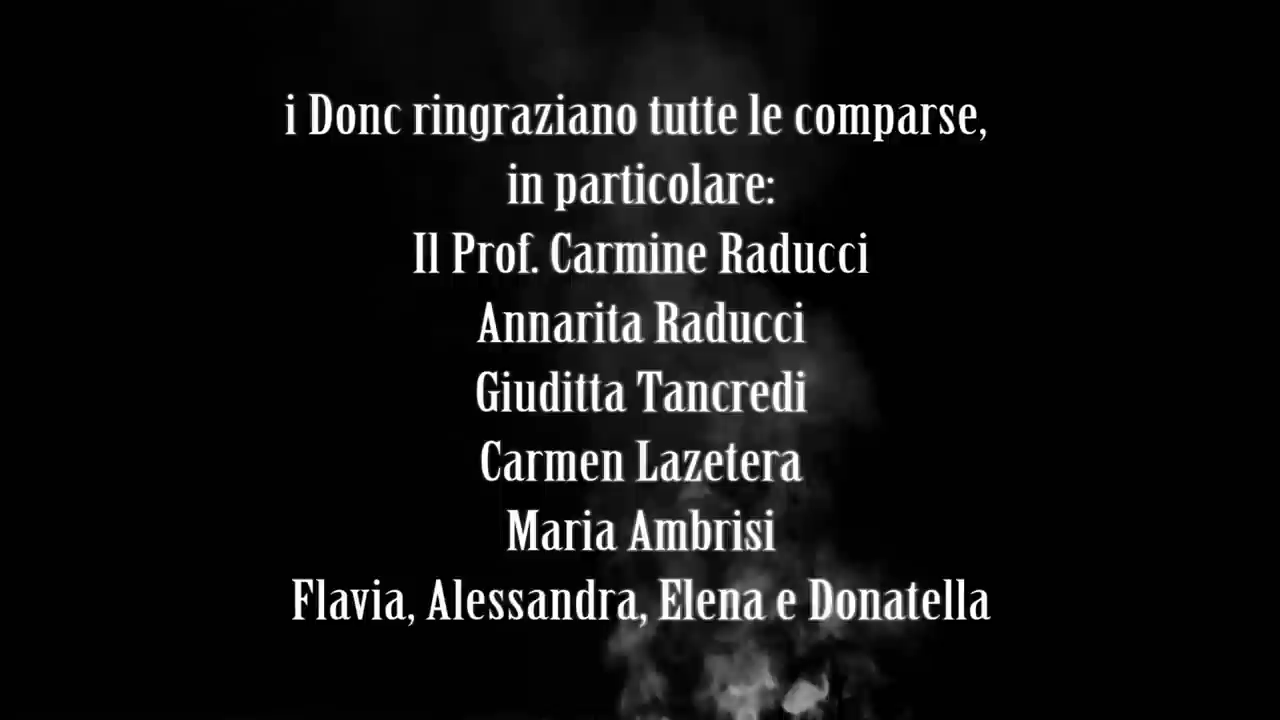 i Donc ringraziano tutte le comparse,
in particolare:
Il Prof. Carmine Raducci
Annarita Raducci
Giuditta Tancredi
Carmen Lazetera
Maria Ambrisi
Flavia, Alessandra, Elena e Donatella